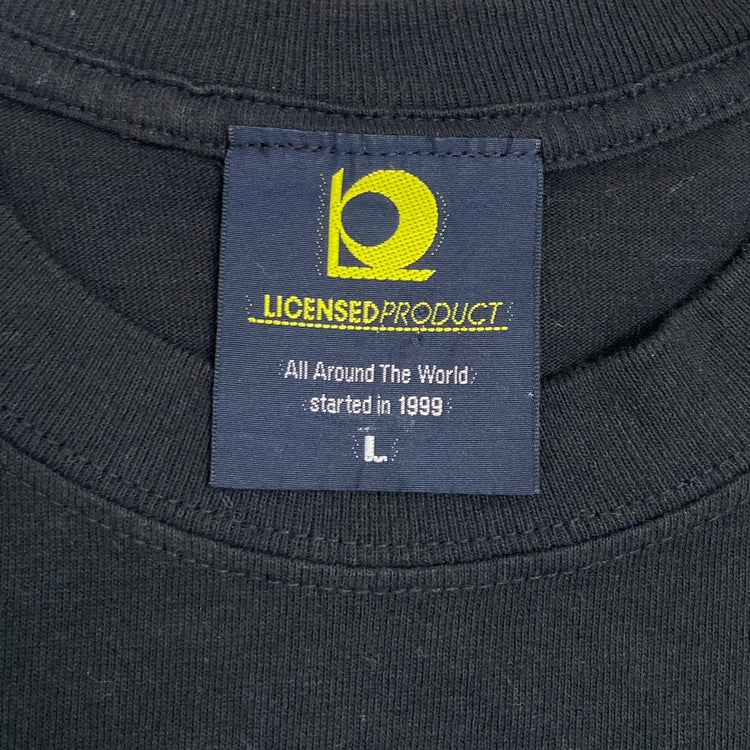 LICENSEDPRODUCT
All Around The World
started in 1999
L